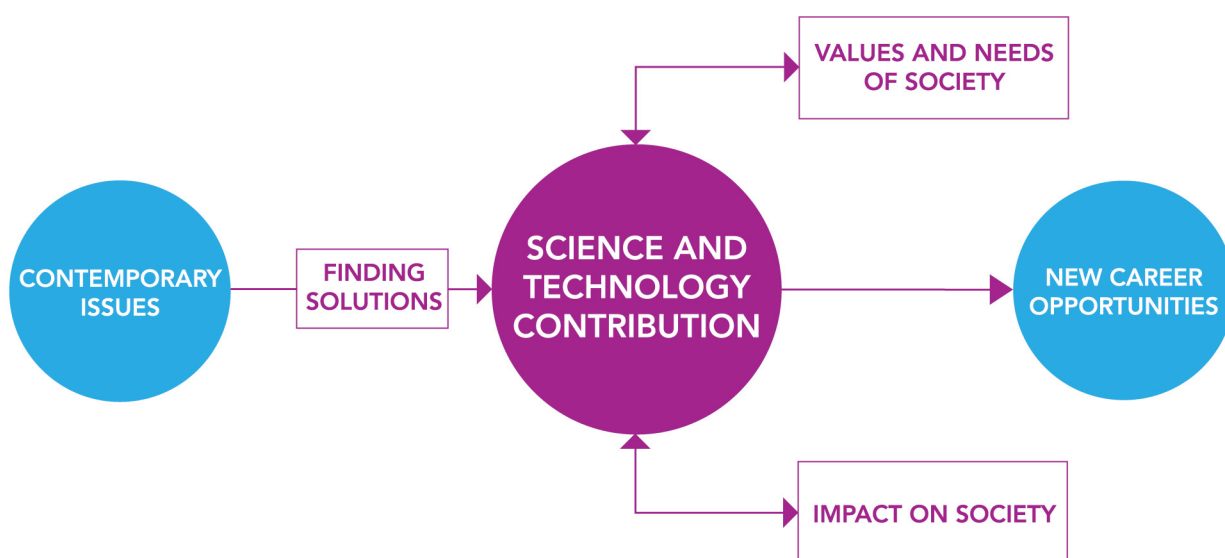 VALUES AND NEEDS
OF SOCIETY
CONTEMPORARY
ISSUES
FINDING
SOLUTIONS
SCIENCE AND
TECHNOLOGY
CONTRIBUTION
NEW CAREER
OPPORTUNITIES
IMPACT ON SOCIETY